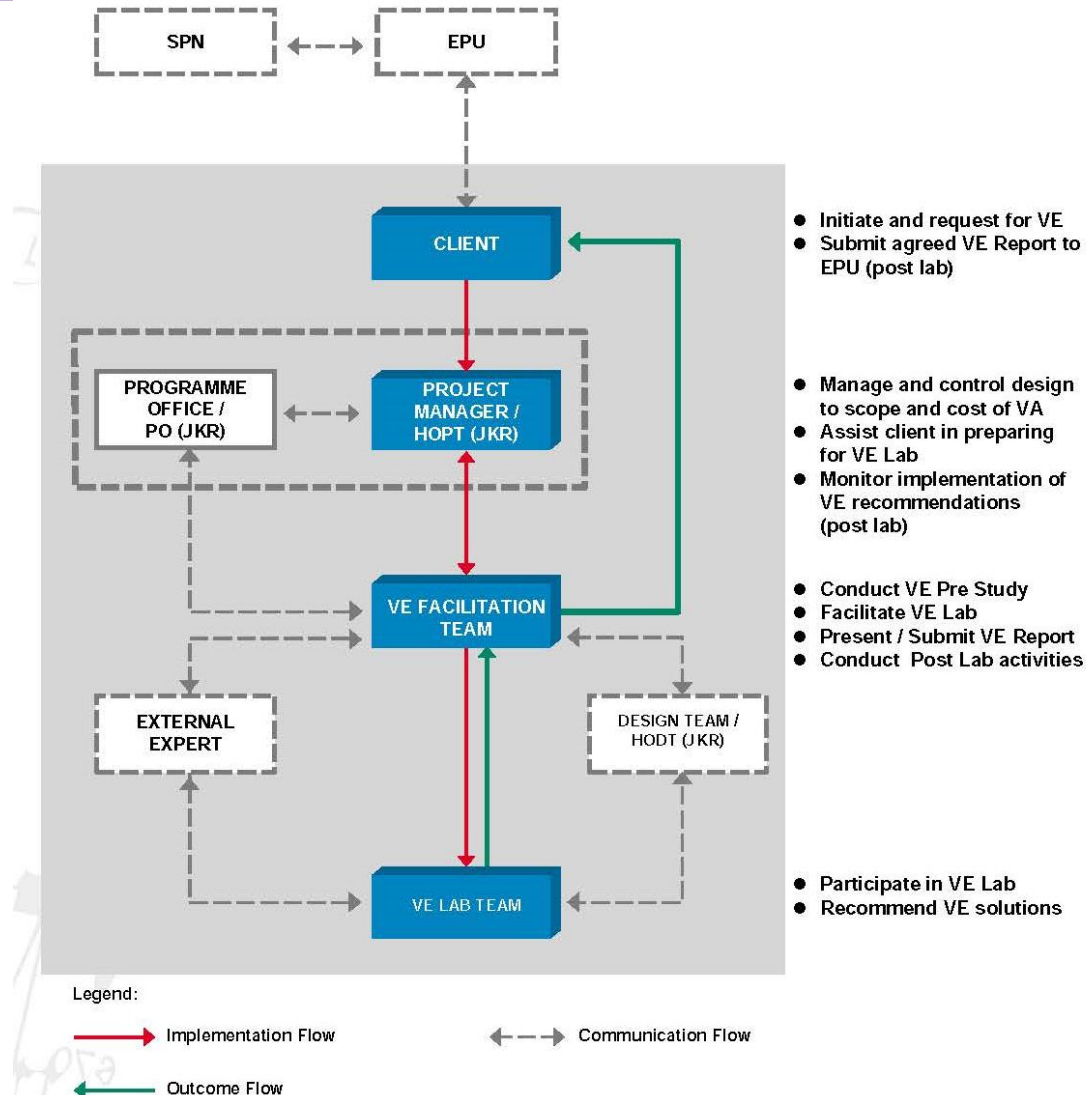 SPN
EPU
CLIENT
● Initiate and request for VE
● Submit agreed VE Report to
EPU (post lab)
PROGRAMME
OFFICE /
PO (JKR)
PROJECT
MANAGER /
HOPT (JKR)
● Manage and control design
to scope and cost of VA
● Assist client in preparing
for VE Lab
● Monitor implementation of
VE recommendations
(post lab)
VE FACILITATION
TEAM
● Conduct VE Pre Study
● Facilitate VE Lab
● Present / Submit VE Report
● Conduct Post Lab activities
EXTERNAL
EXPERT
DESIGN TEAM /
HODT (JKR)
VE LAB TEAM
● Participate in VE Lab
● Recommend VE solutions
Legend:
Implementation Flow
Communication Flow
Outcome Flow